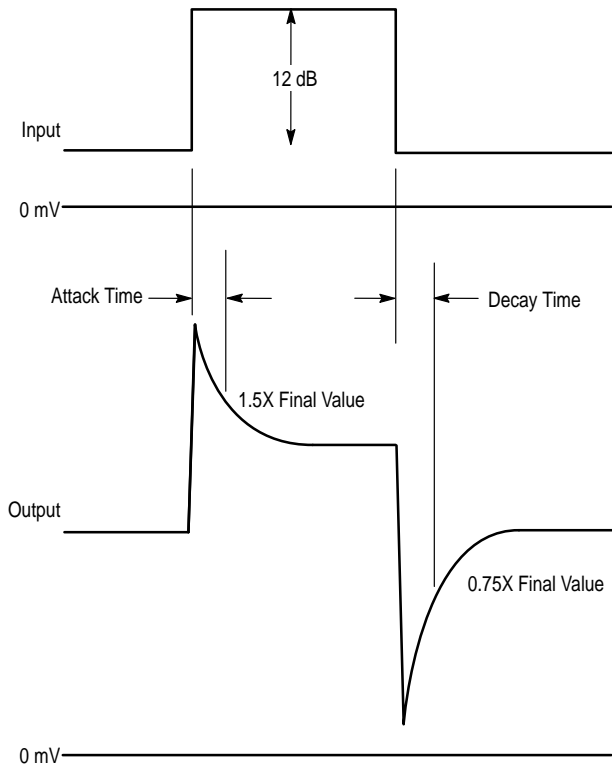 12 dB
Input
0 mV
Attack Time
Decay Time
1.5X Final Value
Output
0.75X Final Value
0 mV